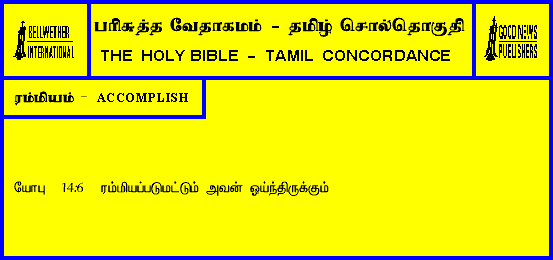 BELLWETHER
INTERNATIONAL
பரிசுத்த வேதாகமம் - தமிழ் சொல்தொகுதி
THE HOLY BIBLE - TAMIL CONCORDANCE
GOOD NEWS
PUBLISHERS
ரம்மியம் - ACCOMPLISH
யோபு 14:6 ரம்மியப்படுமட்டும் அவன் ஓய்ந்திருக்கும்